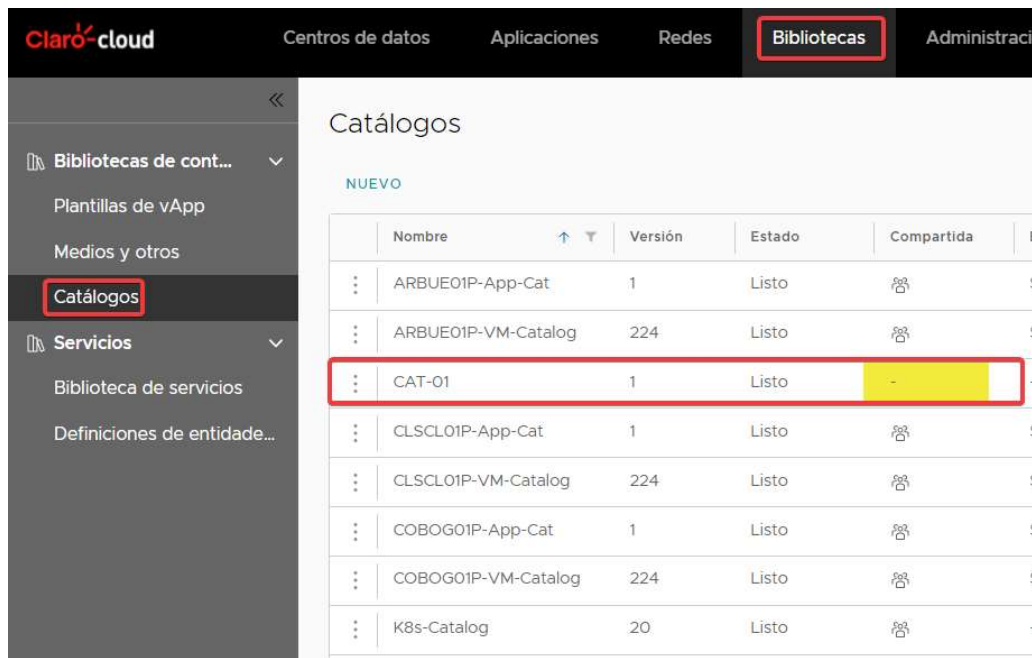 Claro-cloud Centros de datos Aplicaciones Redes Bibliotecas Administraci
Bibliotecas de cont...
Plantillas de vApp
Medios y otros
Catálogos
Servicios
Biblioteca de servicios
Definiciones de entidade...
Catálogos
NUEVO
Nombre Versión Estado Compartida
ARBUE01P-App-Cat 1 Listo
ARBUE01P-VM-Catalog 224 Listo
CAT-01 1 Listo -
CLSCL01P-App-Cat 1 Listo
CLSCL01P-VM-Catalog 224 Listo
COBOG01P-App-Cat 1 Listo
COBOG01P-VM-Catalog 224 Listo
K8s-Catalog 20 Listo